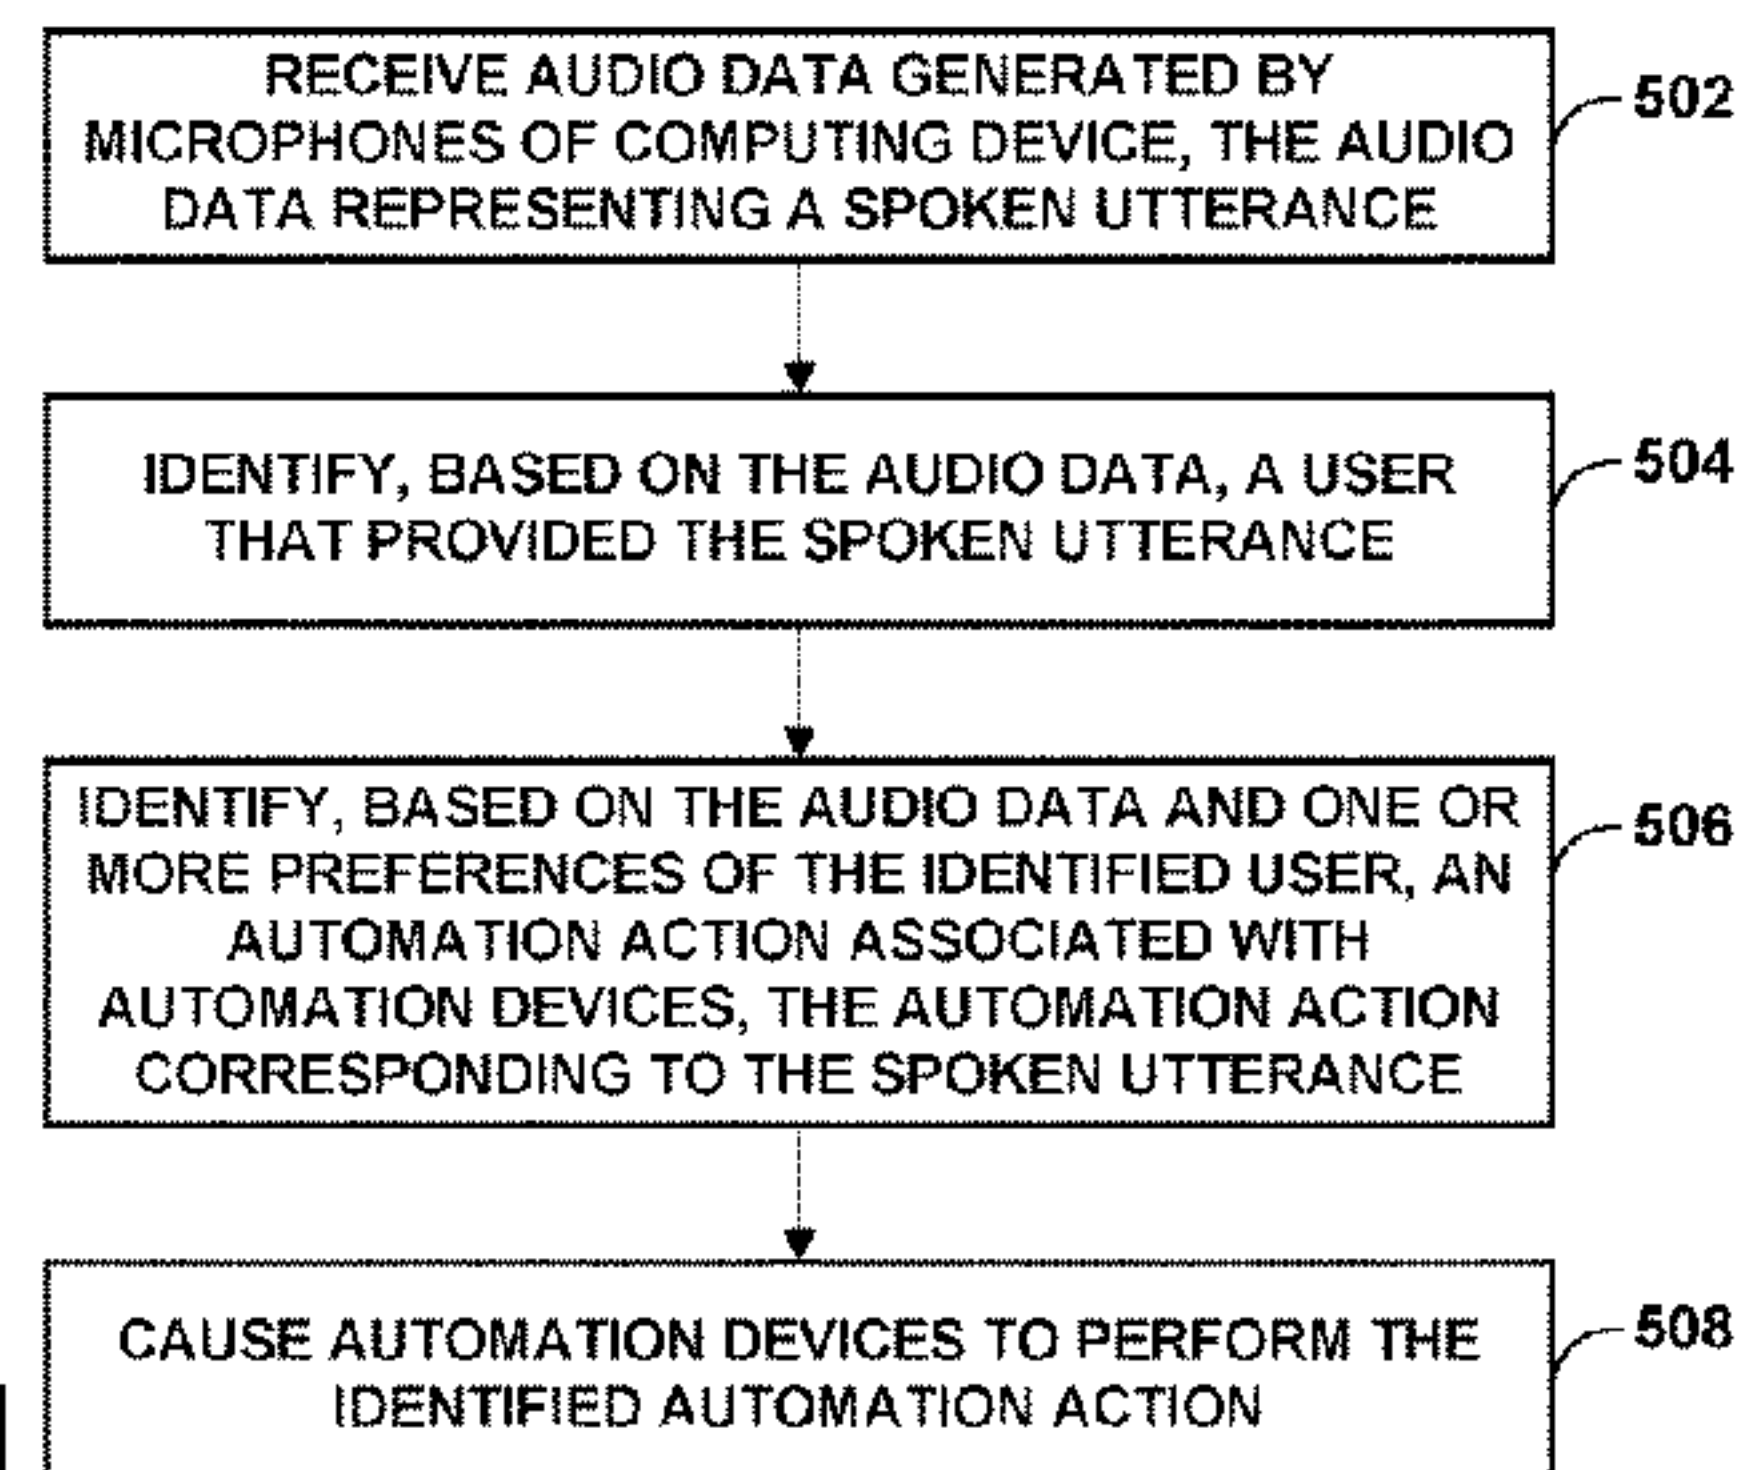 RECEIVE AUDIO DATA GENERATED BY
MICROPHONES OF COMPUTING DEVICE, THE AUDIO
DATA REPRESENTING A SPOKEN UTTERANCE
502
IDENTIFY, BASED ON THE AUDIO DATA, A USER
THAT PROVIDED THE SPOKEN UTTERANCE
504
IDENTIFY, BASED ON THE AUDIO DATA AND ONE OR
MORE PREFERENCES OF THE IDENTIFIED USER, AN
AUTOMATION ACTION ASSOCIATED WITH
AUTOMATION DEVICES, THE AUTOMATION ACTION
CORRESPONDING TO THE SPOKEN UTTERANCE
506
CAUSE AUTOMATION DEVICES TO PERFORM THE
IDENTIFIED AUTOMATION ACTION
508